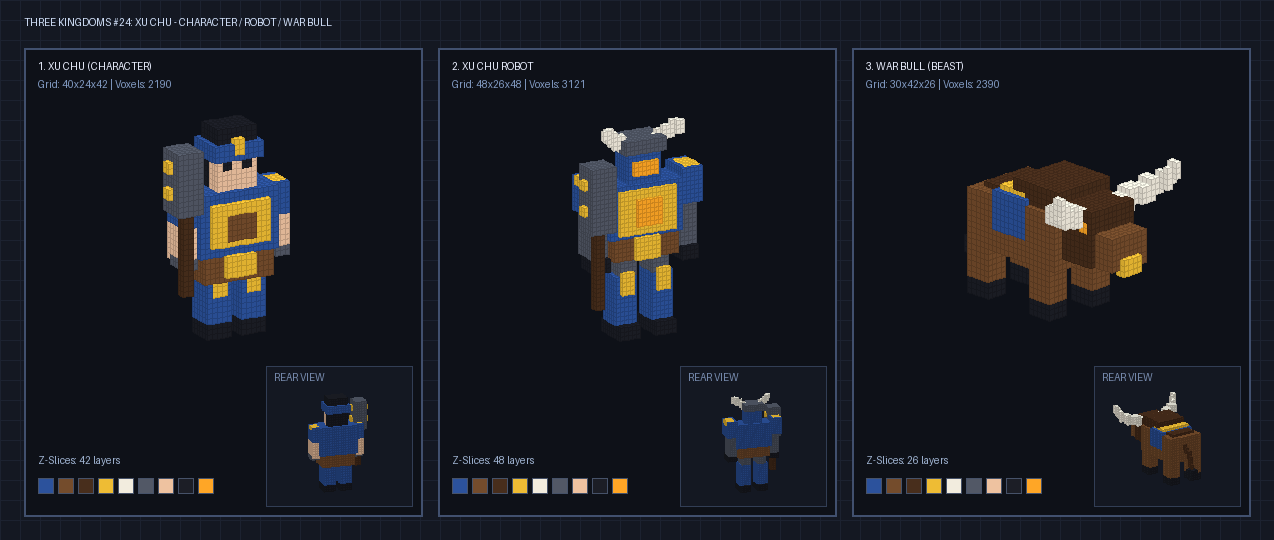 THREE KINGDOMS #24: XU CHU - CHARACTER / ROBOT / WAR BULL
1. XU CHU (CHARACTER)
Grid: 40x24x42 | Voxels: 2190
REAR VIEW
Z-Slices: 42 layers
2. XU CHU ROBOT
Grid: 48x26x48 | Voxels: 3121
REAR VIEW
Z-Slices: 48 layers
3. WAR BULL (BEAST)
Grid: 30x42x26 | Voxels: 2390
REAR VIEW
Z-Slices: 26 layers